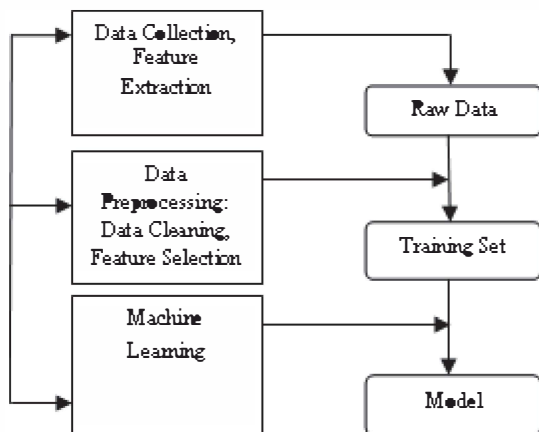 Data Collection,
Feature
Extraction
Raw Data
Data
Preprocessing:
Data Cleaning,
Feature Selection
Training Set
Machine
Learning
Model